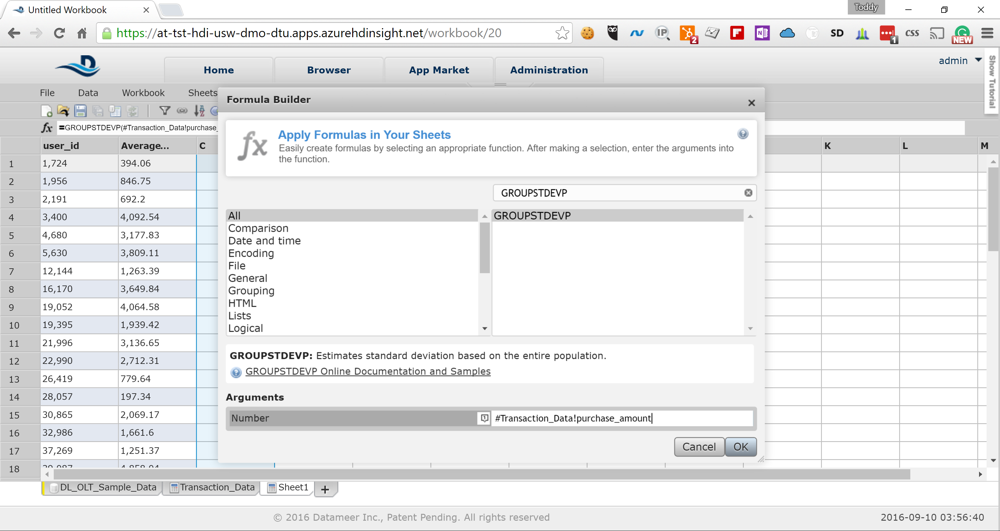 Untitled Workbook
Toddy
https://at-tst-hdi-usw-dmo-dtu.apps.azurehdinsight.net/workbook/20
IP 2 F N SD 1 CSS G NEW
D
Home Browser App Market Administration
admin
Show Tutorial
File Data Workbook Sheets
Formula Builder
fx =GROUPSTDEVP(#Transaction_Data!purchase_
fx
Apply Formulas in Your Sheets
Easily create formulas by selecting an appropriate function. After making a selection, enter the arguments into
the function.
user_id Average... C K L M
1 1,724 394.06
2 1,956 846.75
3 2,191 692.2
4 3,400 4,092.54
5 4,680 3,177.83
6 5,630 3,809.11
7 12,144 1,263.39
8 16,170 3,649.84
9 19,052 4,064.58
10 19,395 1,939.42
11 21,996 3,136.65
12 22,990 2,712.31
13 26,419 779.64
14 28,057 197.34
15 30,865 2,069.17
16 32,986 1,661.6
17 37,269 1,251.37
18
GROUPSTDEVP
All
Comparison
Date and time
Encoding
File
General
Grouping
HTML
Lists
Logical
GROUPSTDEVP
GROUPSTDEVP: Estimates standard deviation based on the entire population.
GROUPSTDEVP Online Documentation and Samples
Arguments
Number #Transaction_Data!purchase_amount
Cancel OK
DL_OLT_Sample_Data Transaction_Data Sheet1 +
© 2016 Datameer Inc., Patent Pending. All rights reserved
2016-09-10 03:56:40